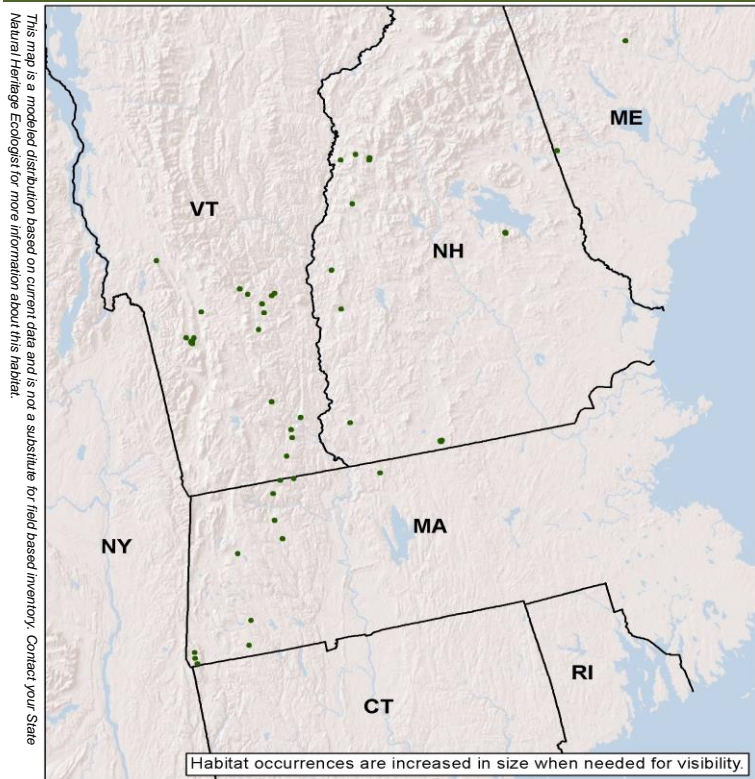 This map is a modeled distribution based on current data and is not a substitute for field based inventory. Contact your State
Natural Heritage Ecologist for more information about this habitat.
ME
VT
NH
NY
MA
CT
RI
Habitat occurrences are increased in size when needed for visibility.